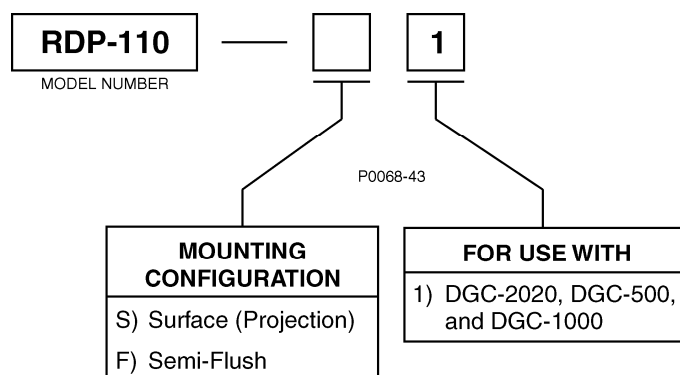 RDP-110
1
MODEL NUMBER
P0068-43
MOUNTING
CONFIGURATION
S) Surface (Projection)
F) Semi-Flush
FOR USE WITH
1) DGC-2020, DGC-500,
and DGC-1000